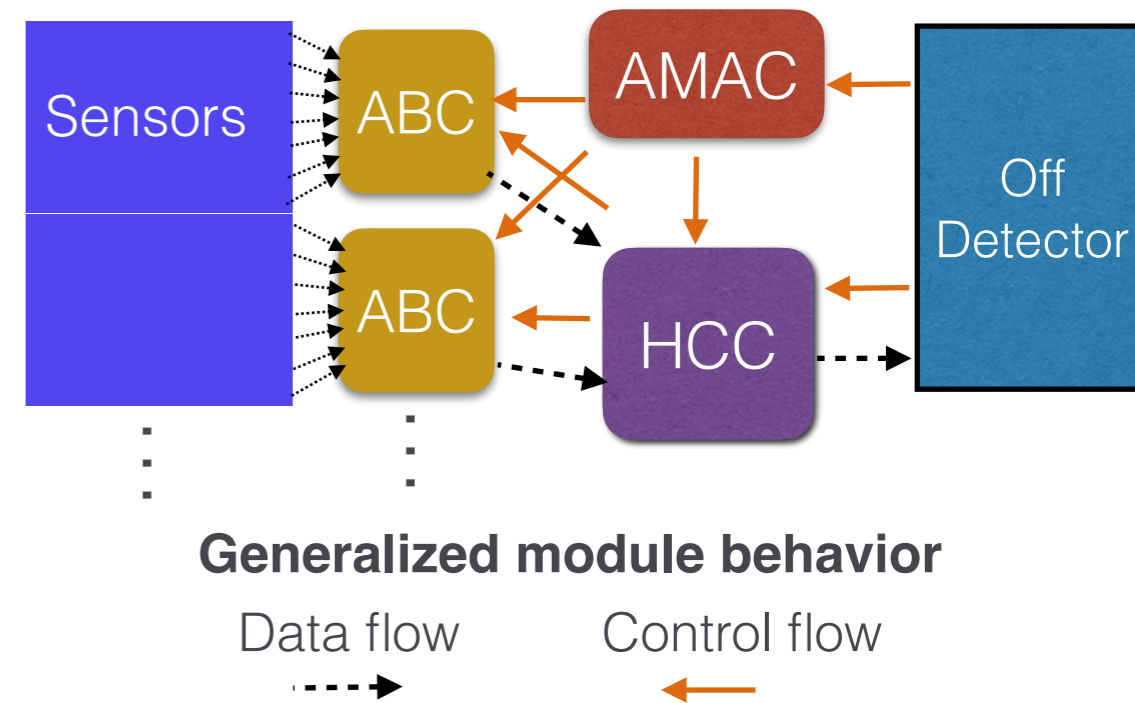 Sensors
ABC
AMAC
Off
Detector
ABC
HCC
Generalized module behavior
Data flow
Control flow